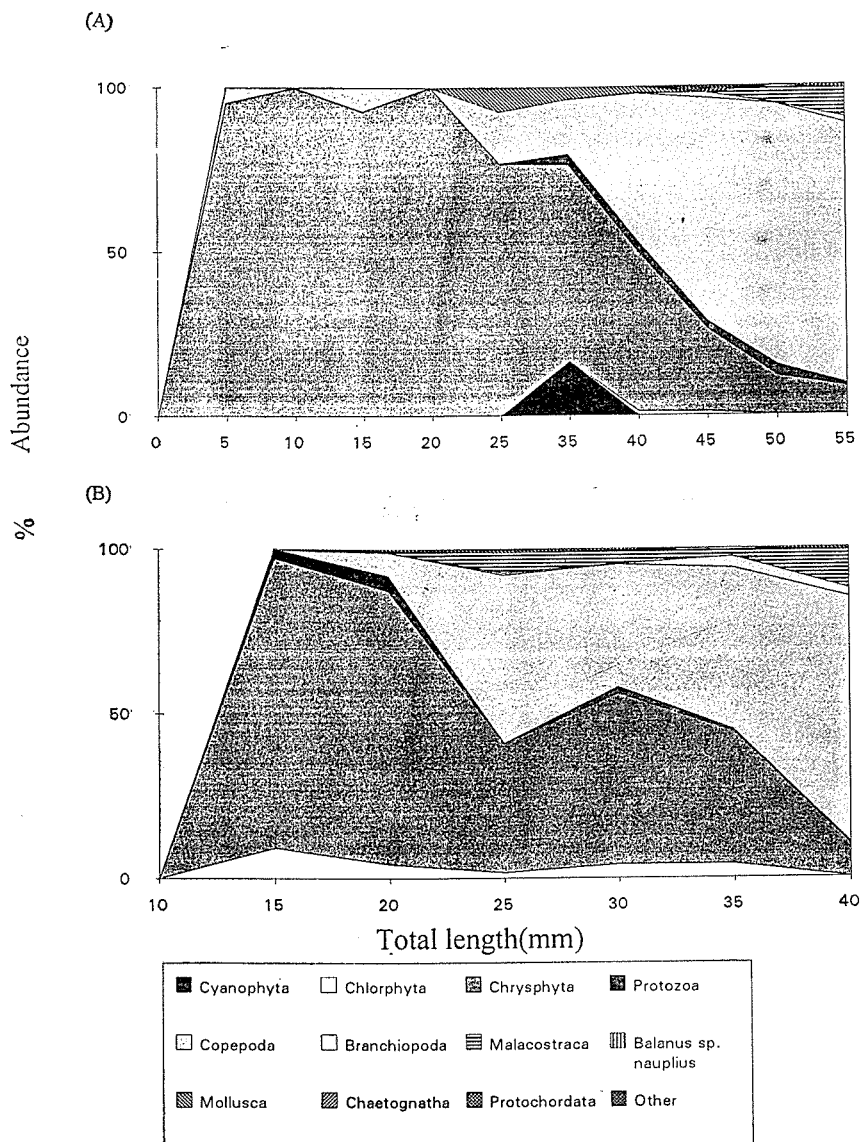 (A)
100
50
0
0 5 10 15 20 25 35 40 45 50 55
Abundance
%
(B)
100
50
0
10 15 20 25 30 35 40
Total length(mm)
Cyanophyta Chlorphyta Chrysphyta Protozoa
Copepoda Branchiopoda Malacostraca Balanus sp.
nauplius
Mollusca Chaetognatha Protochordata Other